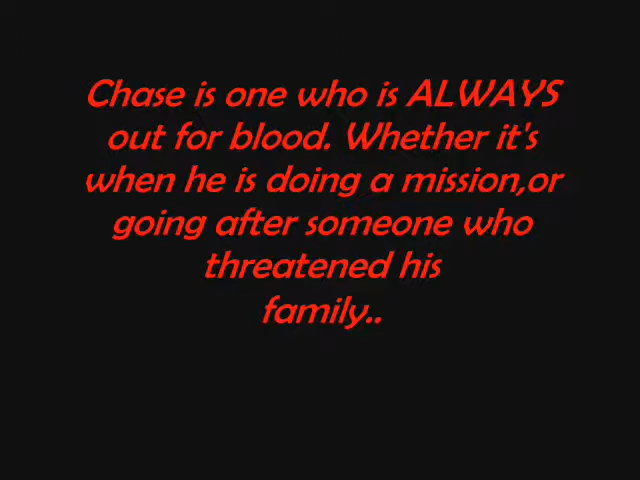 Chase is one who is ALWAYS
out for blood. Whether it's
when he is doing a mission,or
going after someone who
threatened his
family..